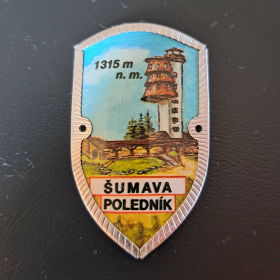 1315 m
n. m.
ŠUMAVA
POLEDNÍK